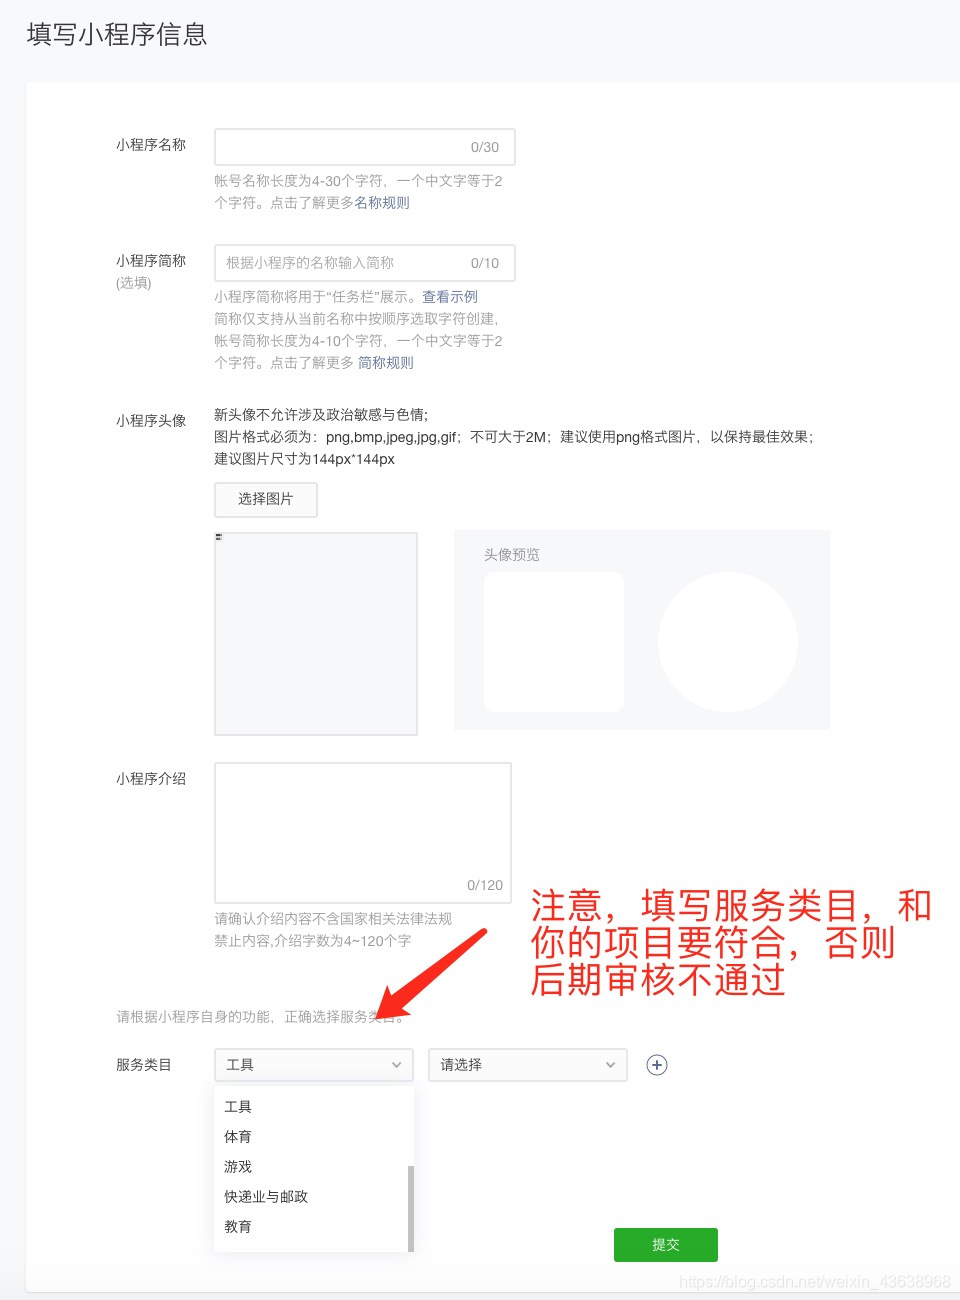 填写小程序信息
小程序名称
0/30
帐号名称长度为4-30个字符，一个中文字等于2
个字符。点击了解更多名称规则
小程序简称
(选填)
根据小程序的名称输入简称
0/10
小程序简称将用于“任务栏”展示。查看示例
简称仅支持从当前名称中按顺序选取字符创建,
帐号简称长度为4-10个字符，一个中文字等于2
个字符。点击了解更多 简称规则
小程序头像
新头像不允许涉及政治敏感与色情;
图片格式必须为：png,bmp,jpeg,jpg,gif；不可大于2M；建议使用png格式图片，以保持最佳效果；
建议图片尺寸为144px*144px
选择图片
头像预览
小程序介绍
0/120
请确认介绍内容不含国家相关法律法规
禁止内容,介绍字数为4~120个字
注意，填写服务类目，和
你的项目要符合，否则
后期审核不通过
请根据小程序自身的功能，正确选择服务类目。
服务类目
工具
请选择
工具
体育
游戏
快递业与邮政
教育
提交
https://blog.csdn.net/weixin_43638968